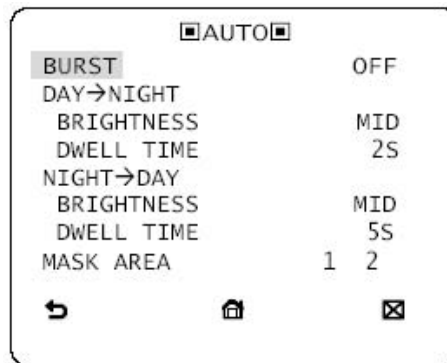 ▣AUTO▣
BURST OFF
DAY→NIGHT
BRIGHTNESS MID
DWELL TIME 2S
NIGHT→DAY
BRIGHTNESS MID
DWELL TIME 5S
MASK AREA 1 2